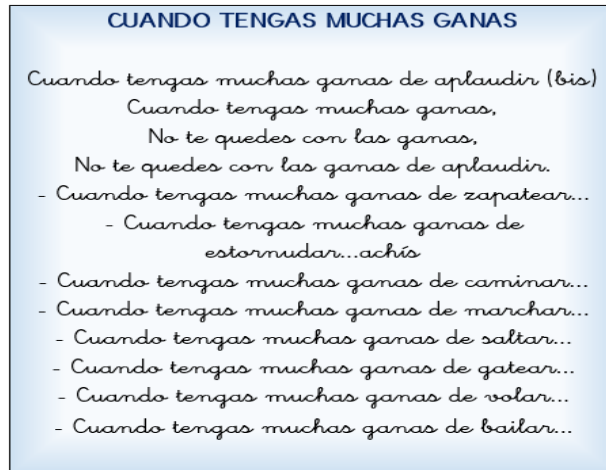 CUANDO TENGAS MUCHAS GANAS
Cuando tengas muchas ganas de aplaudir (bis)
Cuando tengas muchas ganas,
No te quedes con las ganas,
No te quedes con las ganas de aplaudir.
- Cuando tengas muchas ganas de zapatear...
- Cuando tengas muchas ganas de
estornudar...achís
- Cuando tengas muchas ganas de caminar...
- Cuando tengas muchas ganas de marchar...
- Cuando tengas muchas ganas de saltar...
- Cuando tengas muchas ganas de gatear...
- Cuando tengas muchas ganas de volar...
- Cuando tengas muchas ganas de bailar...